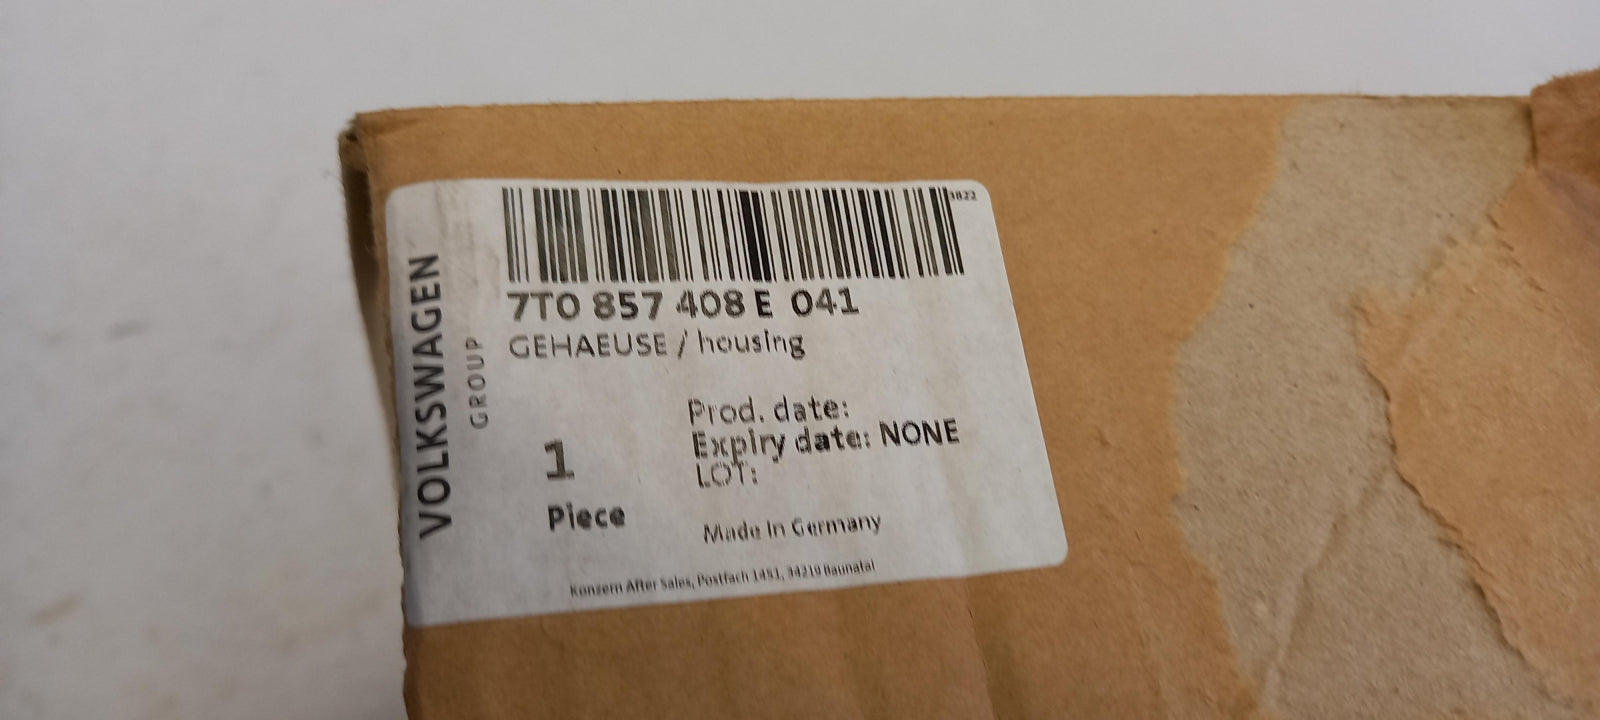 7T0 857 408 E 041
GEHAEUSE / housing
Prod. date:
Expiry date: NONE
LOT:
1
Piece
Made In Germany
Konzern After Sales, Postfach 1451, 34219 Baunatal
VOLKSWAGEN
GROUP